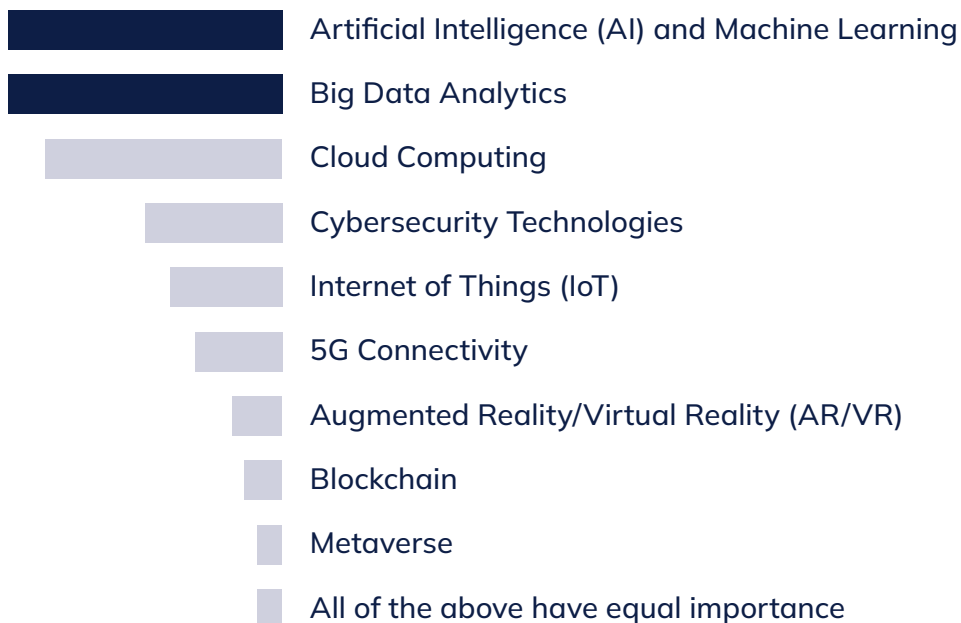 Artificial Intelligence (AI) and Machine Learning
Big Data Analytics
Cloud Computing
Cybersecurity Technologies
Internet of Things (IoT)
5G Connectivity
Augmented Reality/Virtual Reality (AR/VR)
Blockchain
Metaverse
All of the above have equal importance